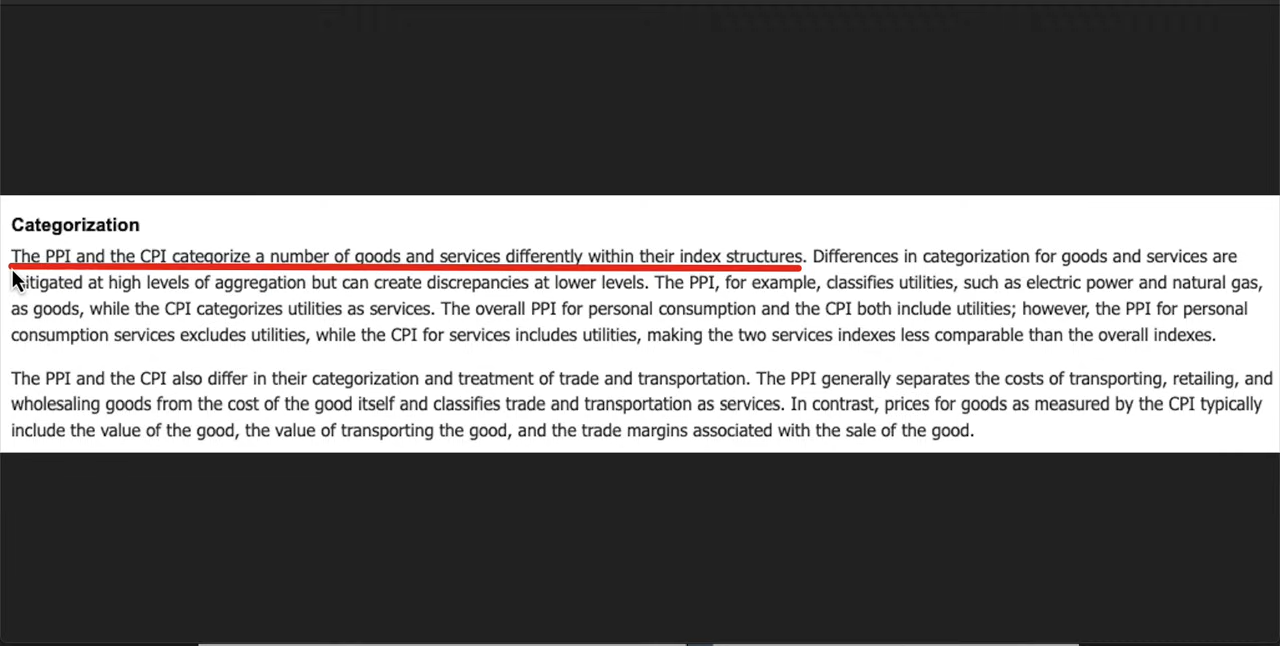 Categorization
The PPI and the CPI categorize a number of goods and services differently within their index structures. Differences in categorization for goods and services are
mitigated at high levels of aggregation but can create discrepancies at lower levels. The PPI, for example, classifies utilities, such as electric power and natural gas,
as goods, while the CPI categorizes utilities as services. The overall PPI for personal consumption and the CPI both include utilities; however, the PPI for personal
consumption services excludes utilities, while the CPI for services includes utilities, making the two services indexes less comparable than the overall indexes.
The PPI and the CPI also differ in their categorization and treatment of trade and transportation. The PPI generally separates the costs of transporting, retailing, and
wholesaling goods from the cost of the good itself and classifies trade and transportation as services. In contrast, prices for goods as measured by the CPI typically
include the value of the good, the value of transporting the good, and the trade margins associated with the sale of the good.